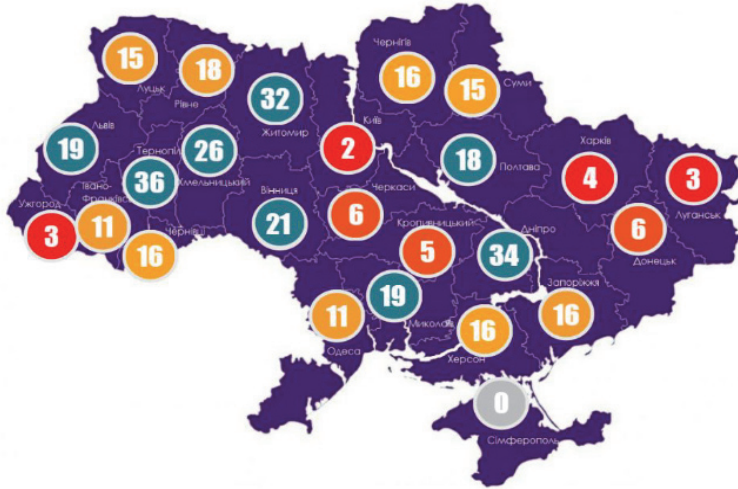 Чернігів
15
18
16
Суми
Луцьк
15
Рівне
32
Київ
Житомир
Львів
Харків
19
Тернопіль
26
2
18
Полтава
4
3
36
Хмельницький
Ужгород
Івано-
Франківськ
Вінниця
Черкаси
Луганськ
3
11
21
6
Кропивницький
6
16
Чернівці
5
34
Дніпро
Донецьк
Запоріжжя
19
11
Миколаїв
16
16
Одеса
Херсон
0
Сімферополь